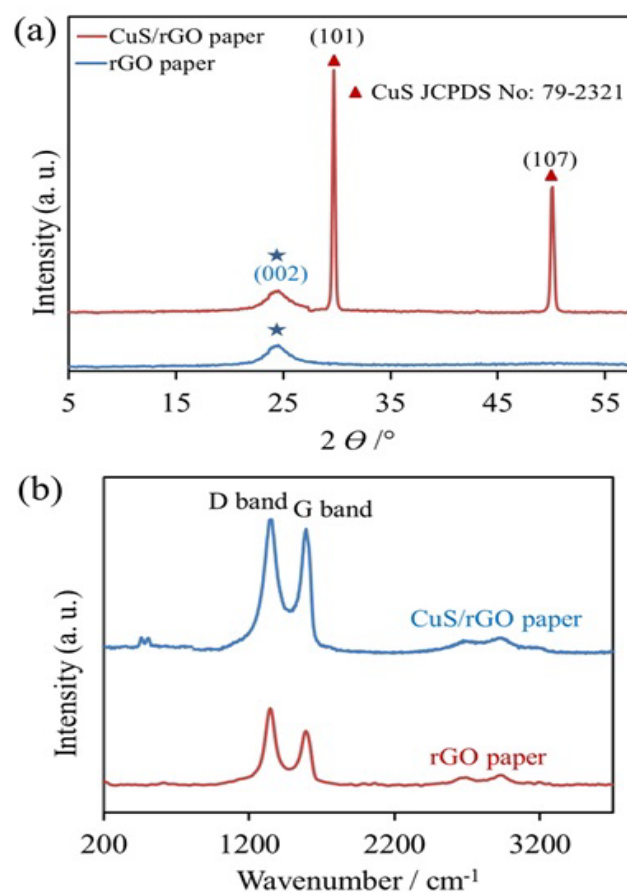 (a)
CuS/rGO paper
rGO paper
(101)
▲ CuS JCPDS No: 79-2321
(107)
(002)
Intensity (a. u.)
5 15 25 35 45 55
2 Θ /°
(b)
D band
G band
CuS/rGO paper
rGO paper
Intensity (a. u.)
200 1200 2200 3200
Wavenumber / cm⁻¹